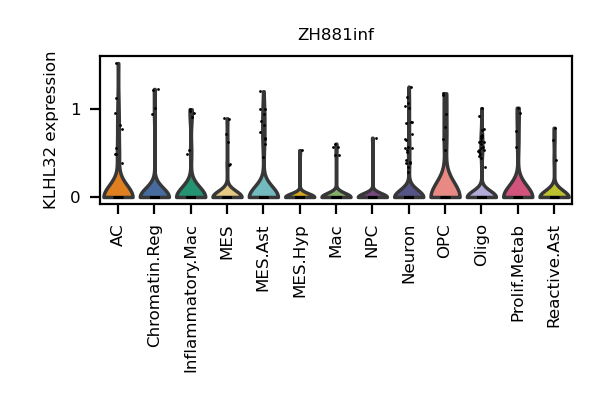 ZH881inf
KLHL32 expression
1
0
AC
Chromatin.Reg
Inflammatory.Mac
MES
MES.Ast
MES.Hyp
Mac
NPC
Neuron
OPC
Oligo
Prolif.Metab
Reactive.Ast